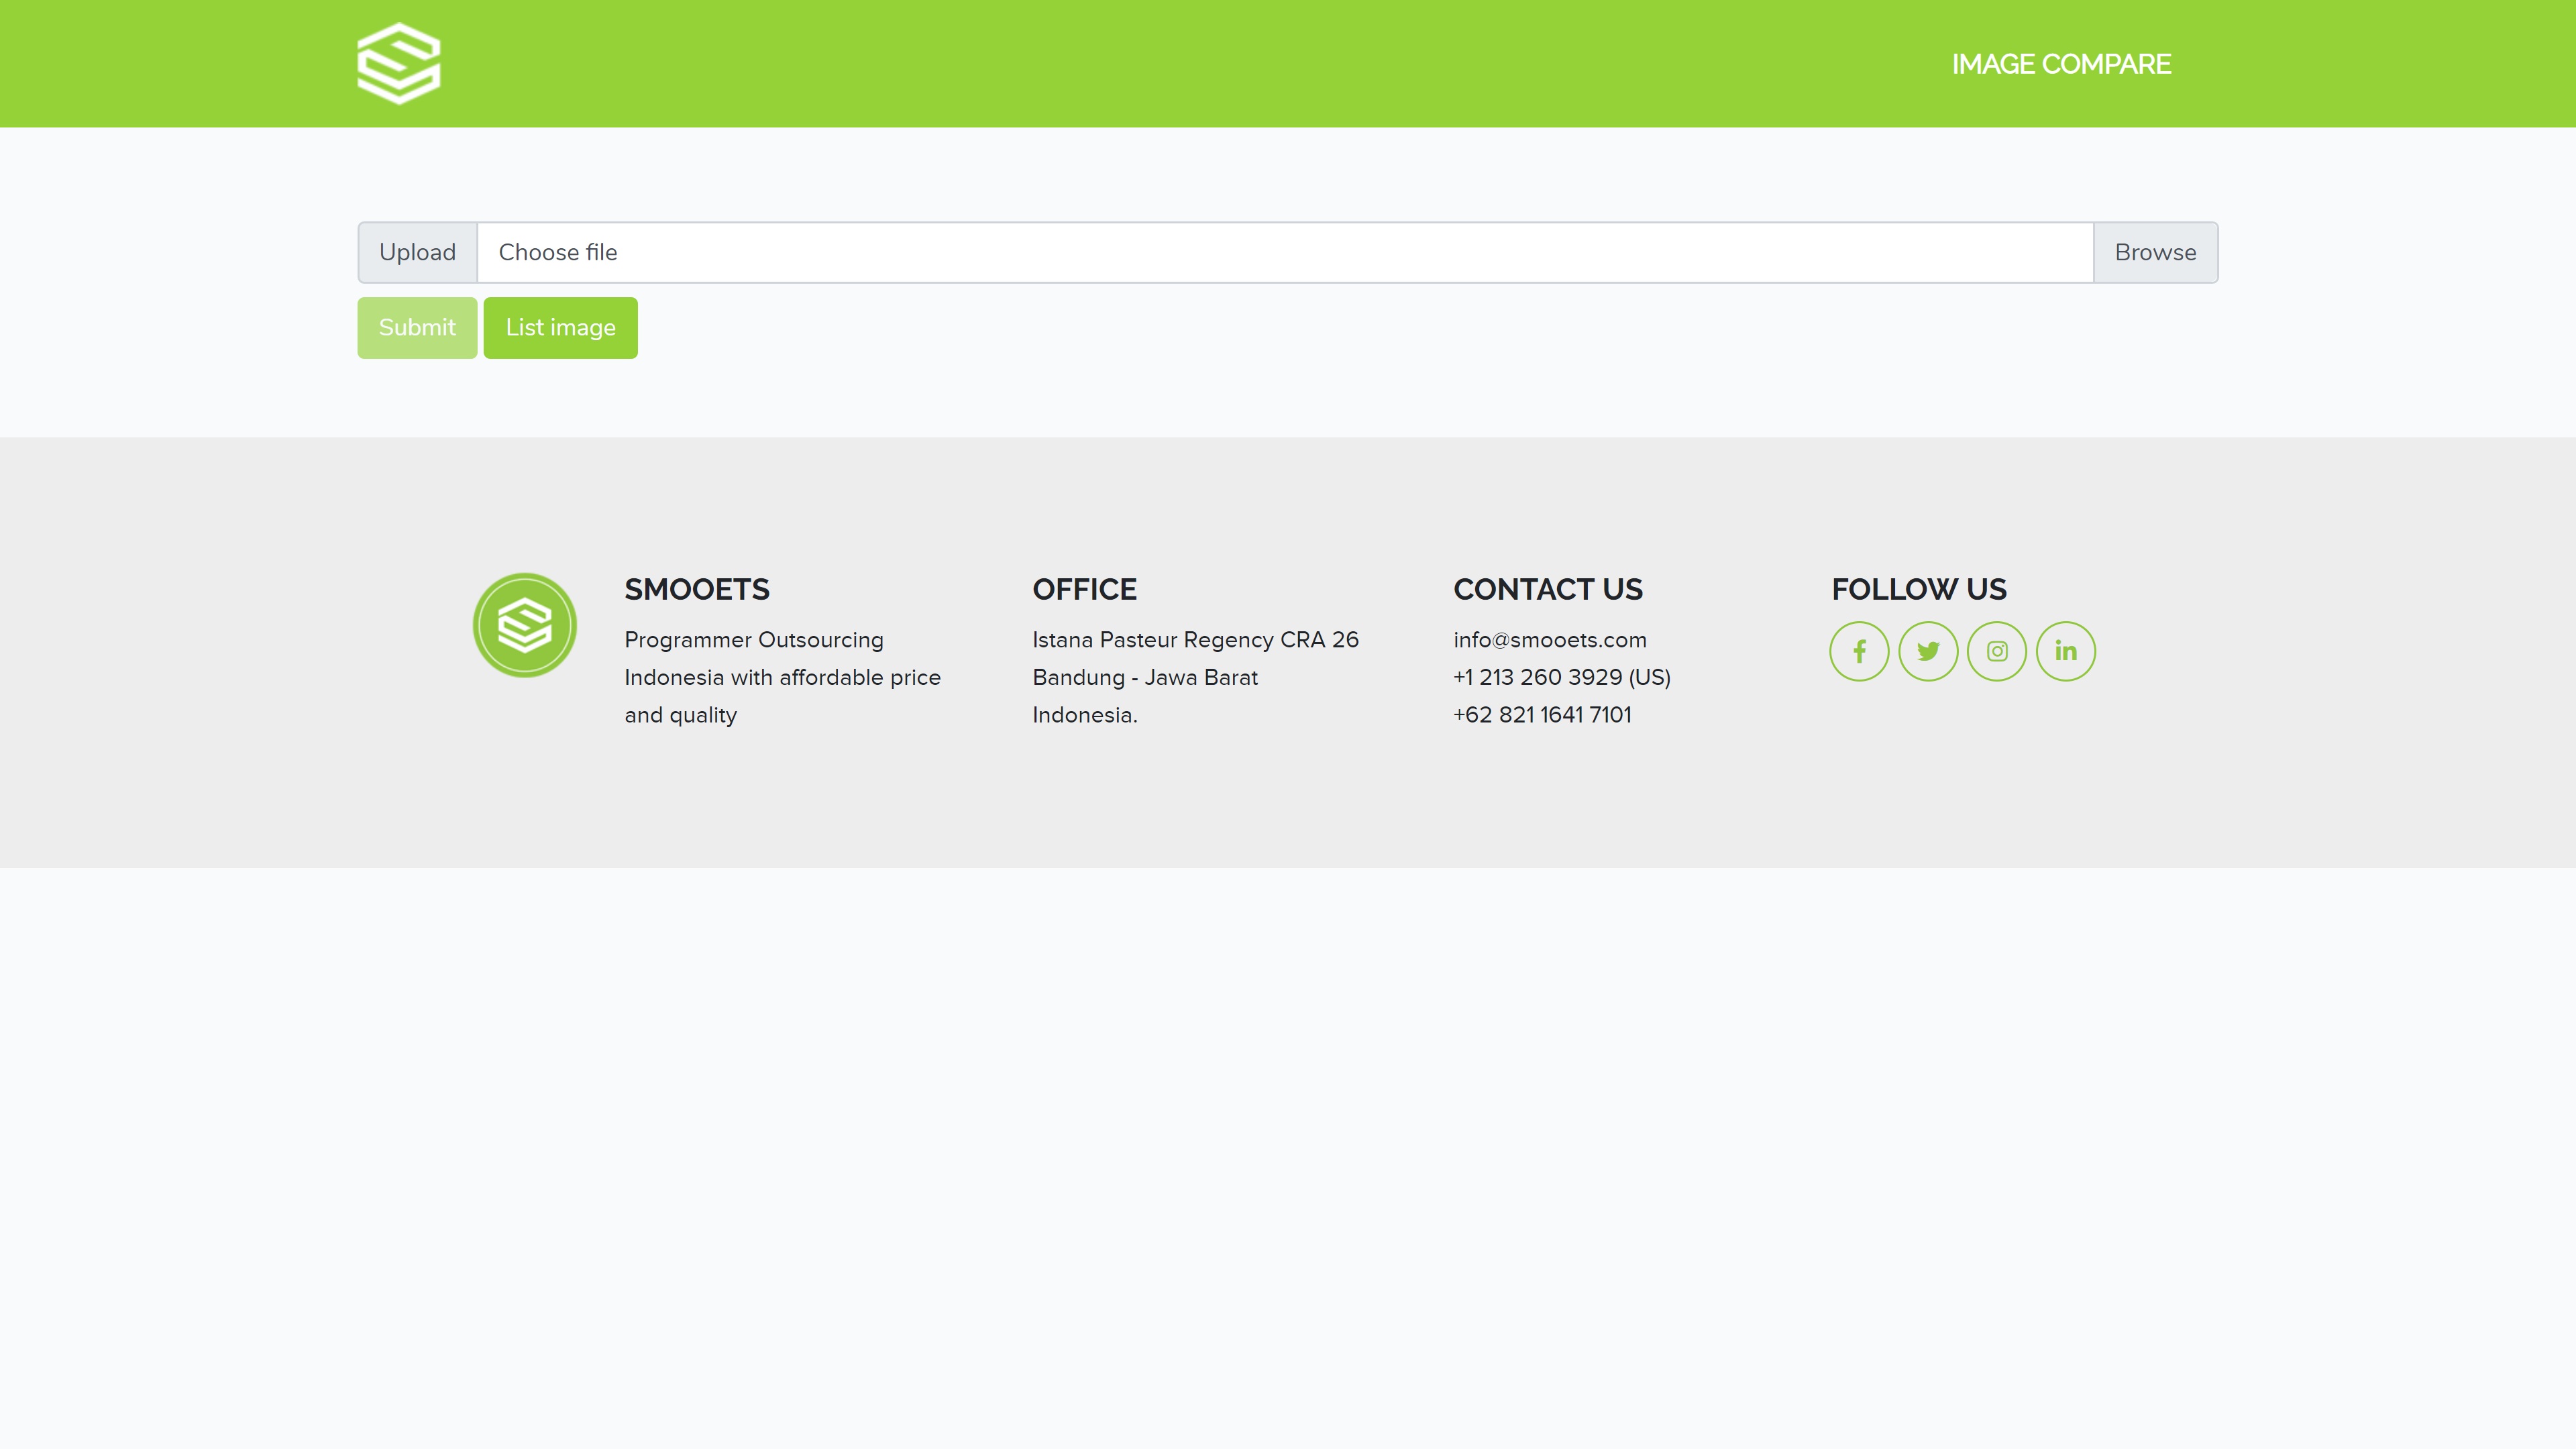 IMAGE COMPARE
Upload
Choose file
Browse
Submit
List image
SMOOETS
Programmer Outsourcing
Indonesia with affordable price
and quality
OFFICE
Istana Pasteur Regency CRA 26
Bandung - Jawa Barat
Indonesia.
CONTACT US
info@smooets.com
+1 213 260 3929 (US)
+62 821 1641 7101
FOLLOW US